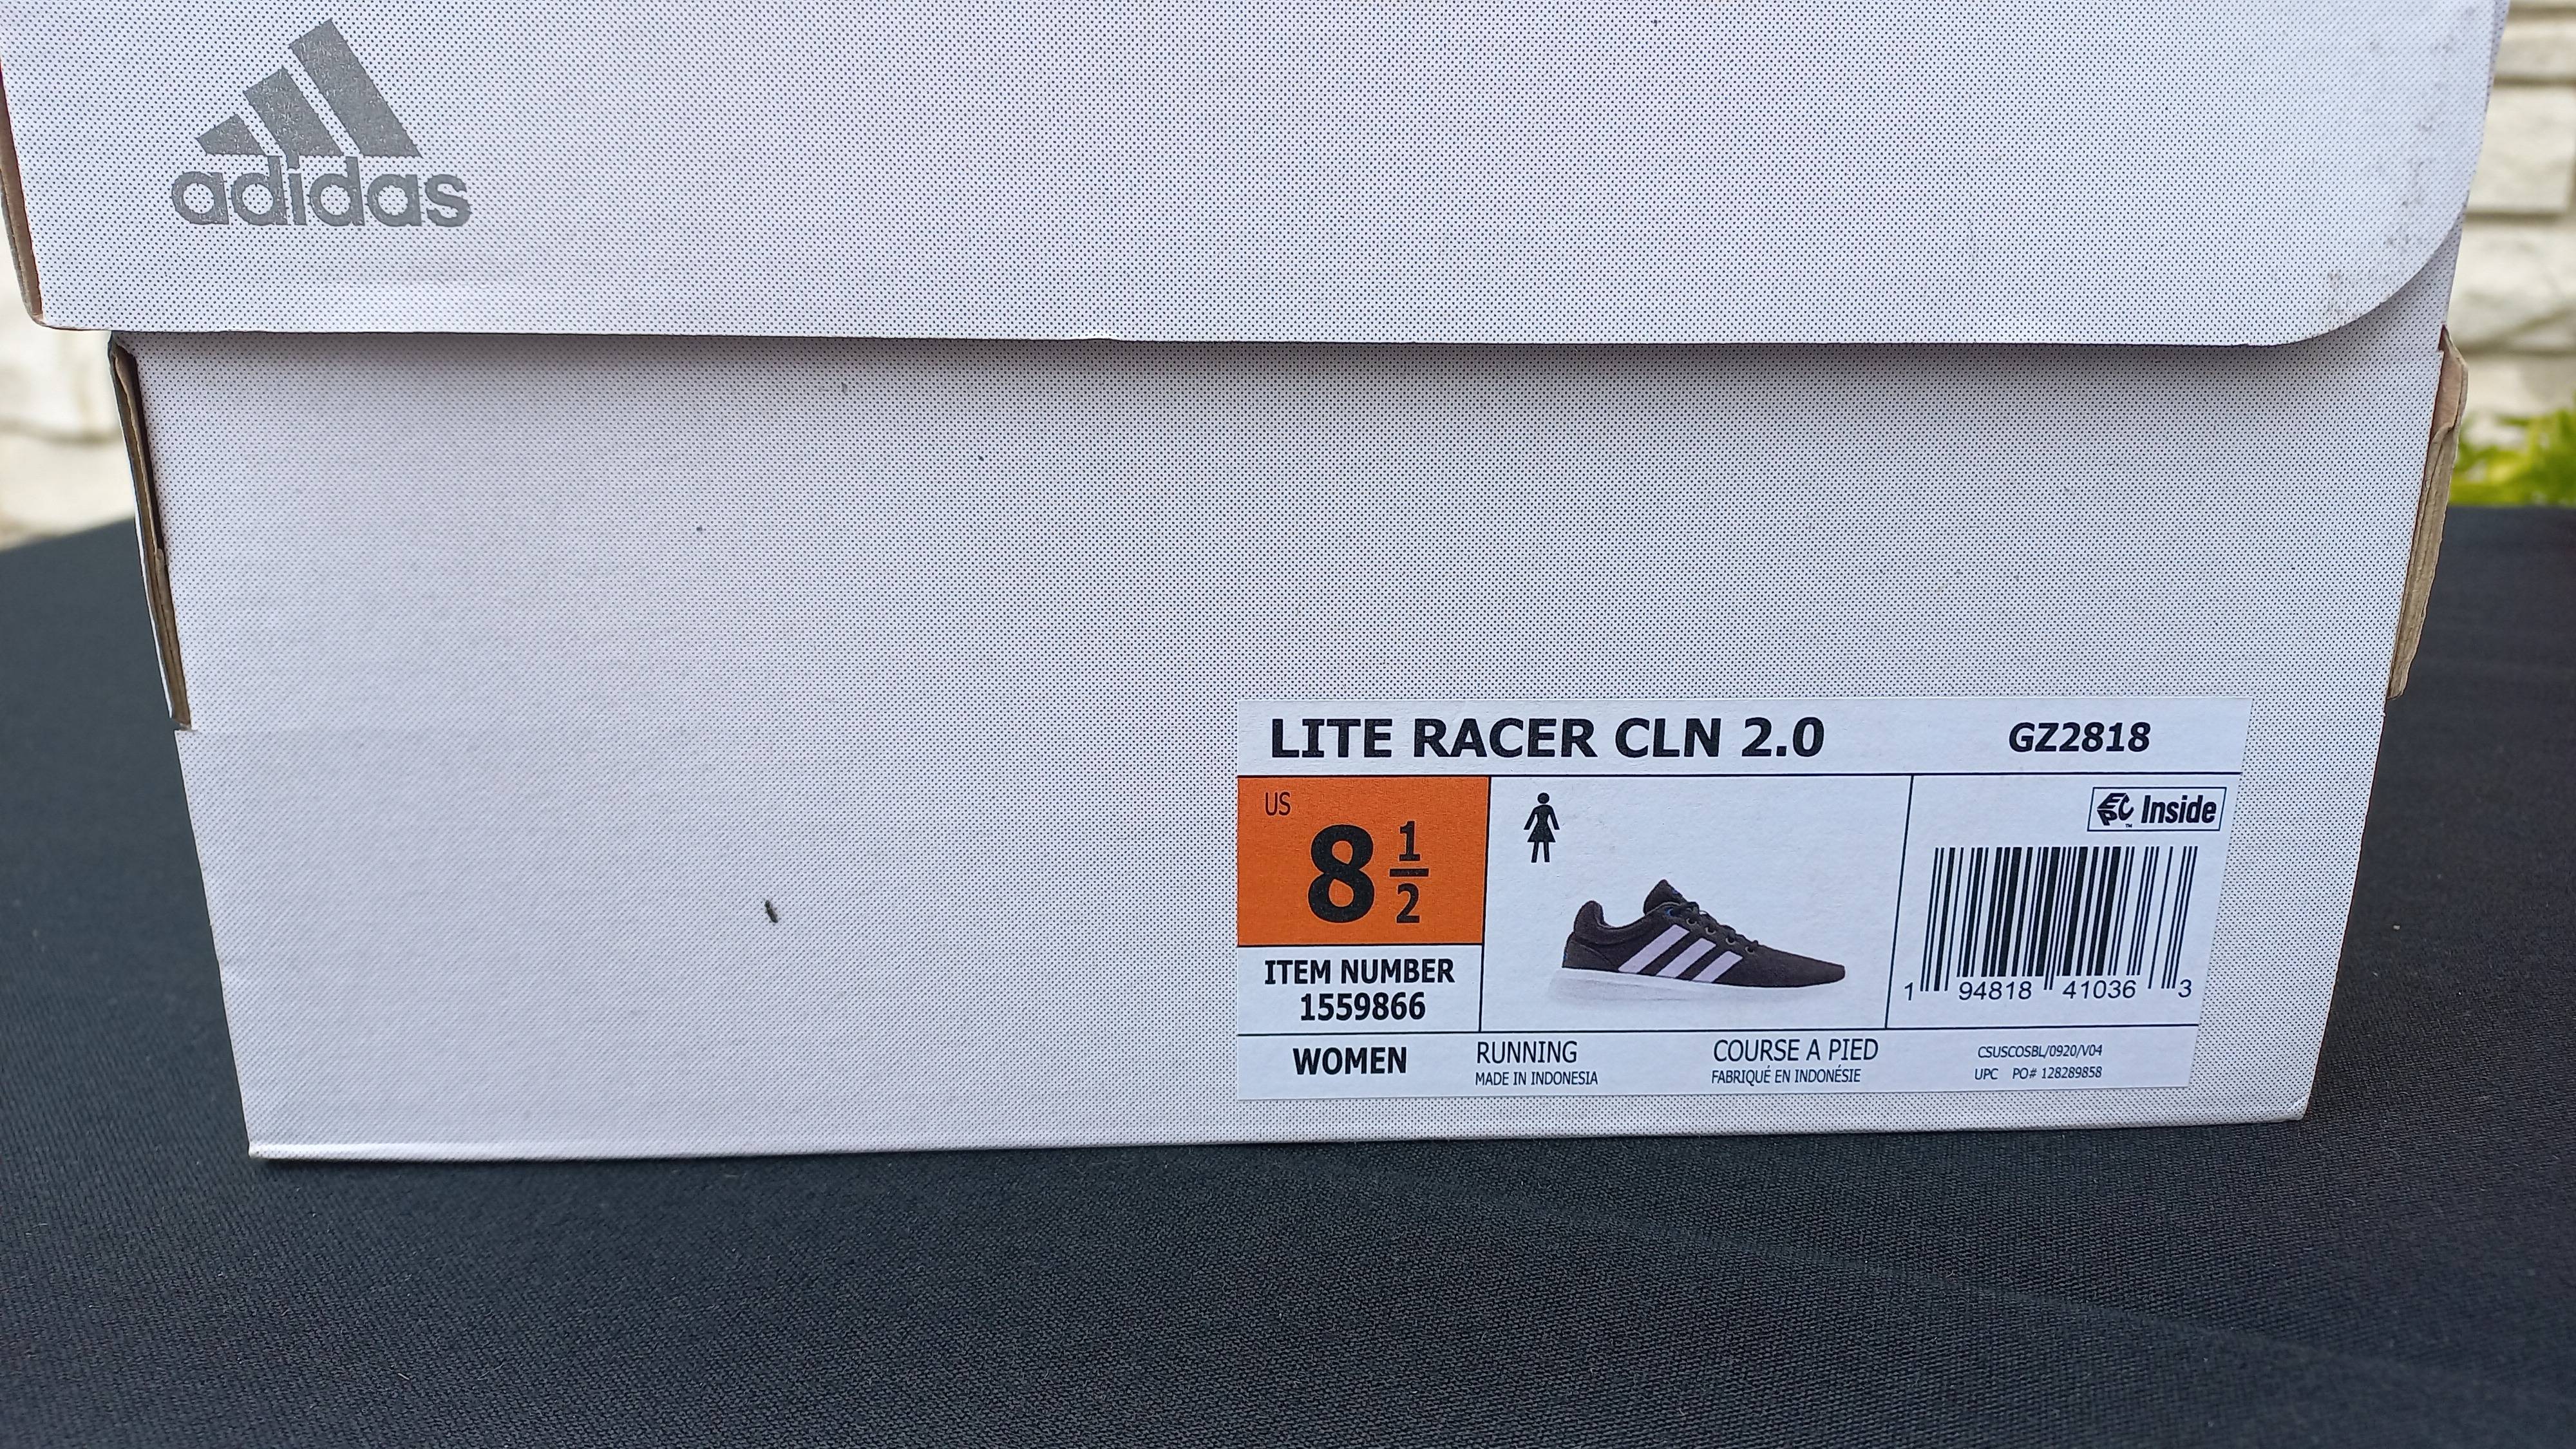 adidas
LITE RACER CLN 2.0 GZ2818
US
8 1/2
Inside
ITEM NUMBER
1559866
1 94818 41036 3
WOMEN
RUNNING
MADE IN INDONESIA
COURSE A PIED
FABRIQUÉ EN INDONÉSIE
CSUSCOSBL/0920/V04
UPC PO# 128289858